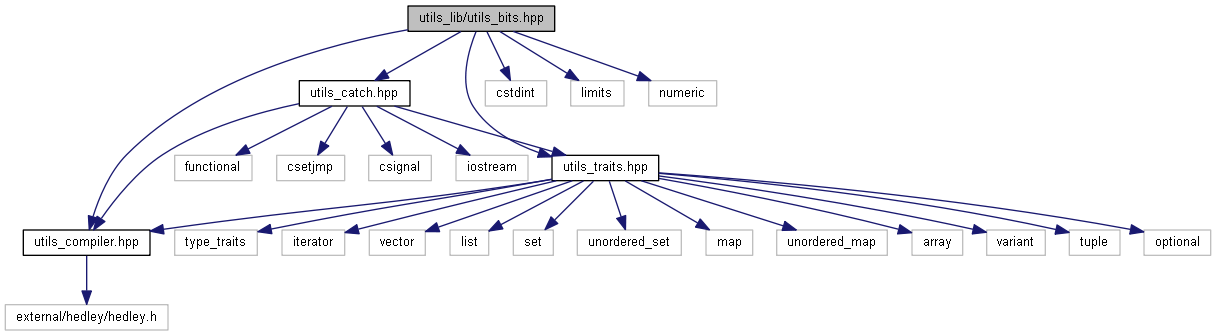 utils_lib/utils_bits.hpp
utils_catch.hpp
cstdint
limits
numeric
functional
csetjmp
csignal
iostream
utils_traits.hpp
utils_compiler.hpp
type_traits
iterator
vector
list
set
unordered_set
map
unordered_map
array
variant
tuple
optional
external/hedley/hedley.h